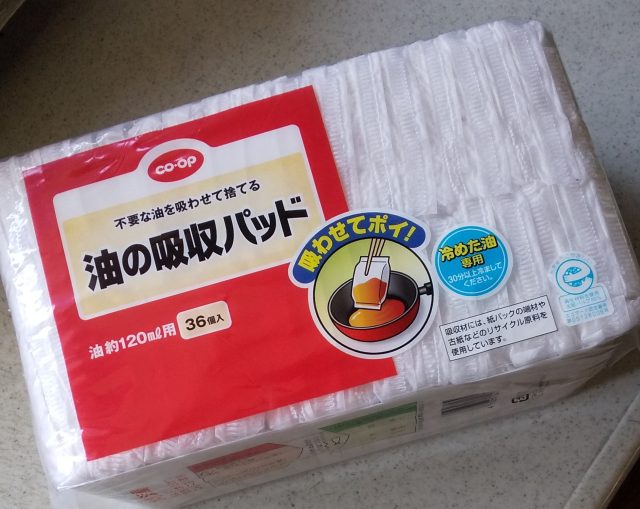 CO・OP
不要な油を吸わせて捨てる
油の吸収パッド
油 約120mℓ用
36個入
吸わせてポイ!
冷めた油
専用
30分以上冷まして
ください。
吸収材には、紙パックの端材や
古紙などのリサイクル原料を
使用しています。